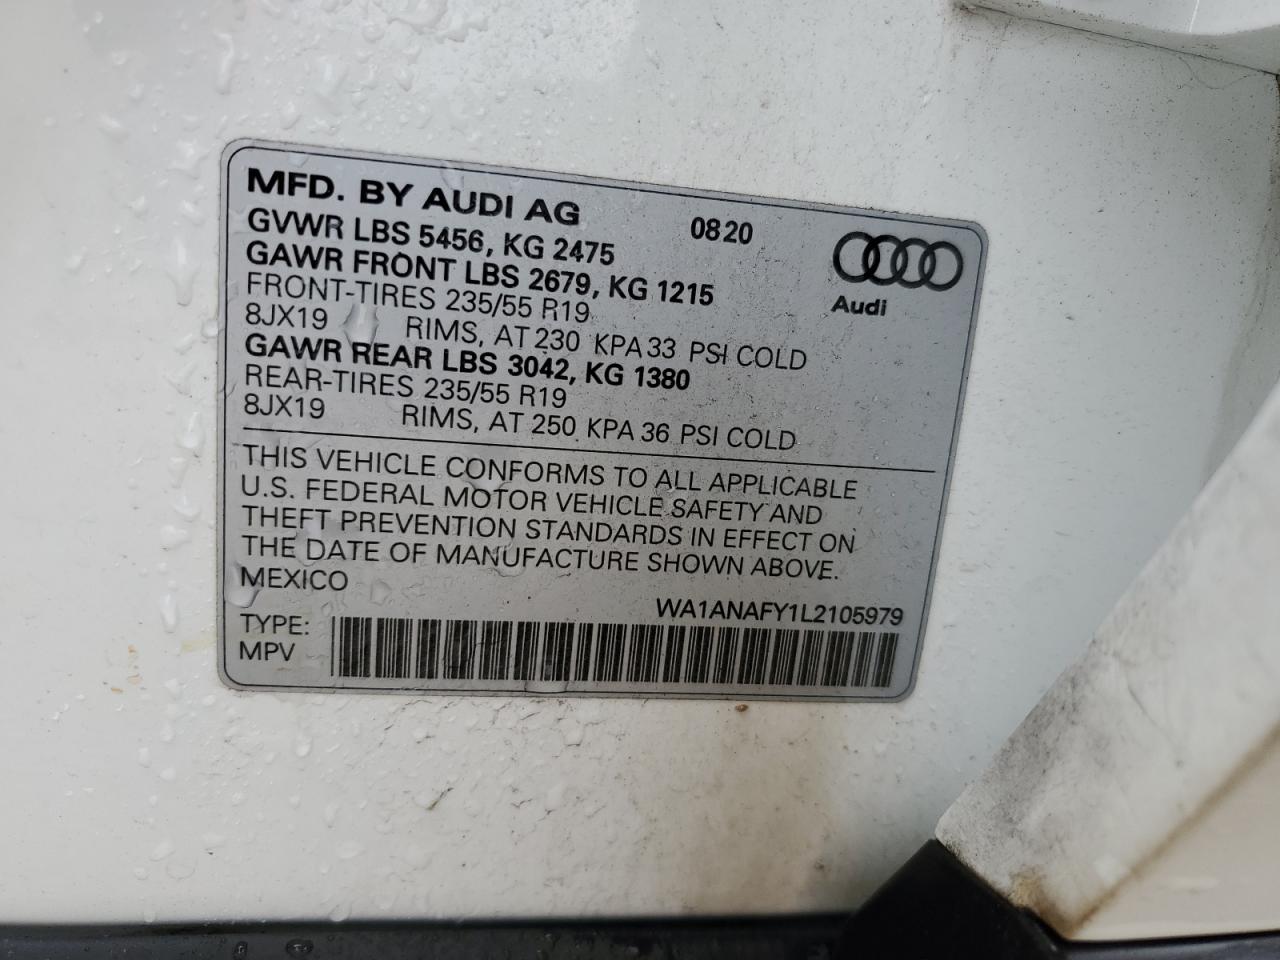 MFD. BY AUDI AG 0820
GVWR LBS 5456, KG 2475
GAWR FRONT LBS 2679, KG 1215
FRONT-TIRES 235/55 R19
8JX19 RIMS, AT 230 KPA 33 PSI COLD
GAWR REAR LBS 3042, KG 1380
REAR-TIRES 235/55 R19
8JX19 RIMS, AT 250 KPA 36 PSI COLD
Audi
THIS VEHICLE CONFORMS TO ALL APPLICABLE
U.S. FEDERAL MOTOR VEHICLE SAFETY AND
THEFT PREVENTION STANDARDS IN EFFECT ON
THE DATE OF MANUFACTURE SHOWN ABOVE.
MEXICO
WA1ANAFY1L2105979
TYPE:
MPV